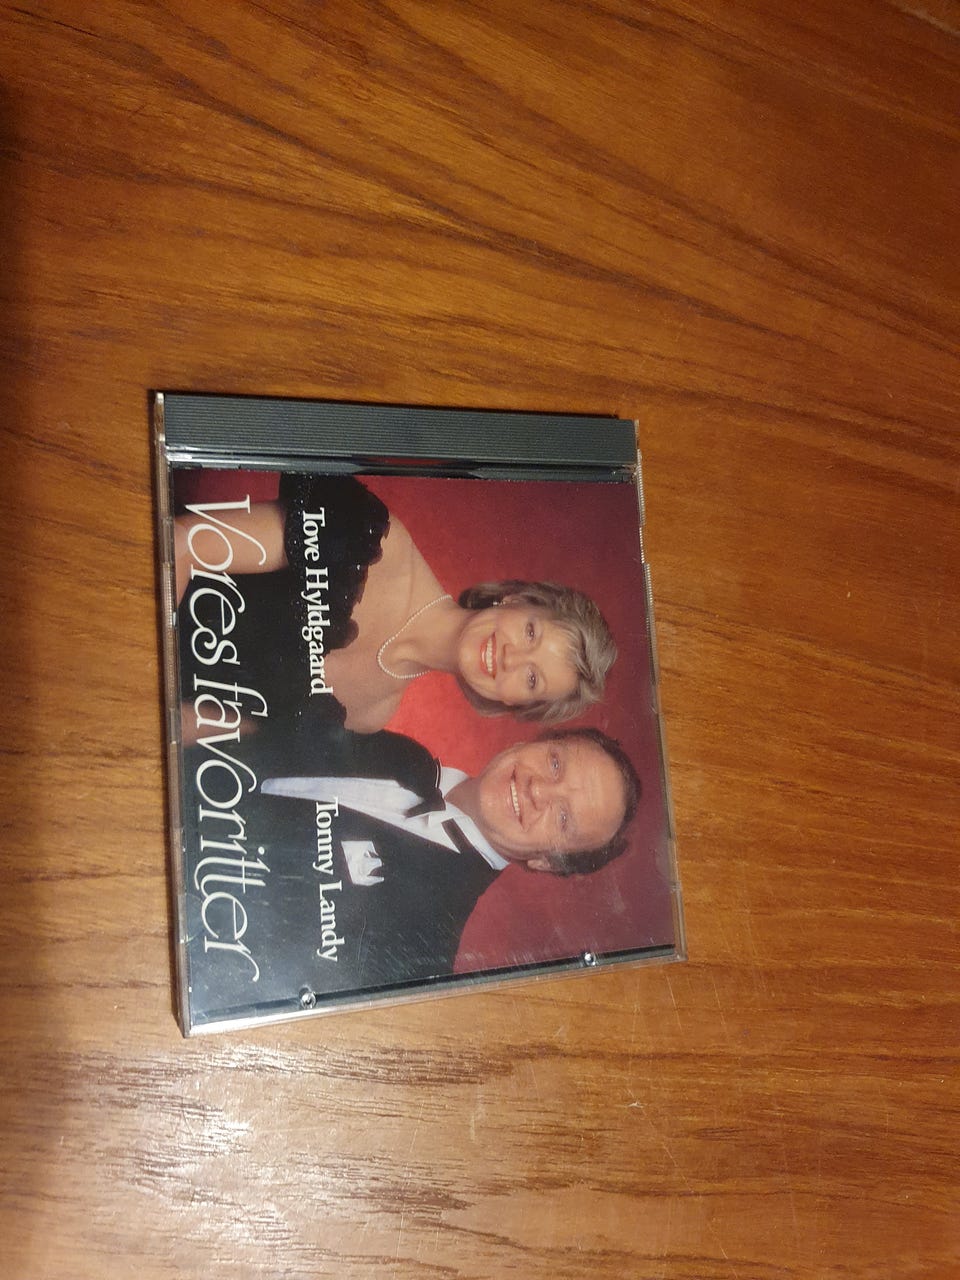 Tove Hyldgaard
Tonny Landy
Vores favoritter